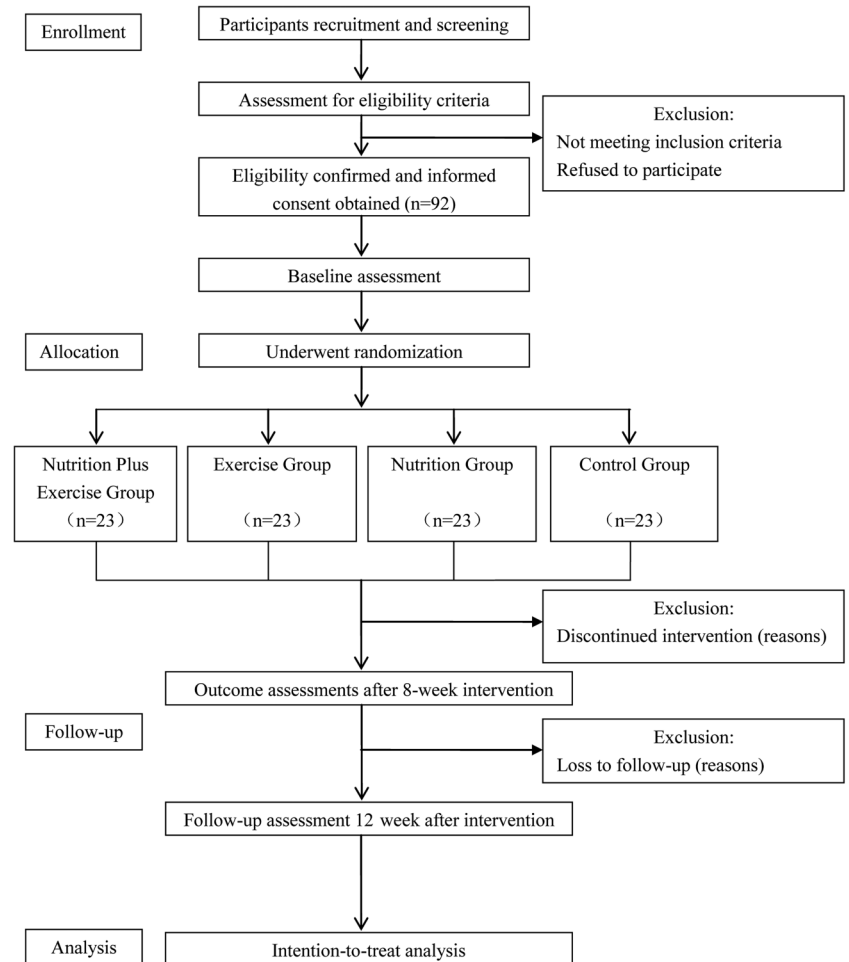 Enrollment
Participants recruitment and screening
Assessment for eligibility criteria
Exclusion:
Not meeting inclusion criteria
Refused to participate
Eligibility confirmed and informed
consent obtained (n=92)
Baseline assessment
Allocation
Underwent randomization
Nutrition Plus
Exercise Group
（n=23）
Exercise Group
（n=23）
Nutrition Group
（n=23）
Control Group
（n=23）
Exclusion:
Discontinued intervention (reasons)
Outcome assessments after 8-week intervention
Follow-up
Exclusion:
Loss to follow-up (reasons)
Follow-up assessment 12 week after intervention
Analysis
Intention-to-treat analysis